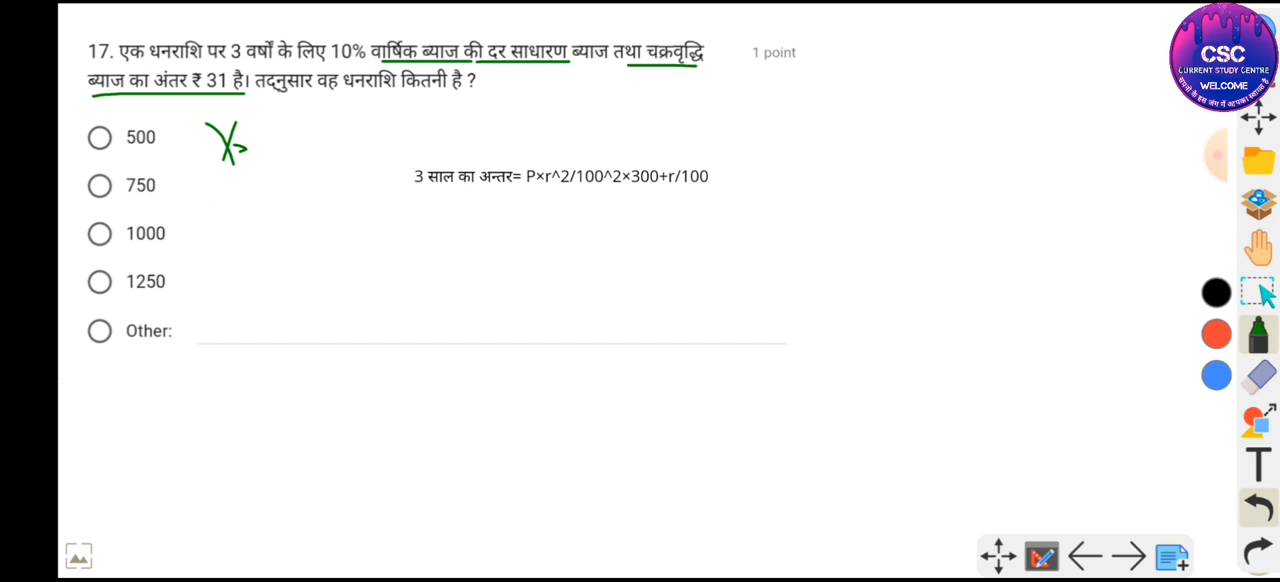 17. एक धनराशि पर 3 वर्षों के लिए 10% वार्षिक ब्याज की दर साधारण ब्याज तथा चक्रवृद्धि
1 point
ब्याज का अंतर ₹ 31 है। तदनुसार वह धनराशि कितनी है ?
500
750
1000
1250
Other:
3 साल का अन्तर= P×r^2/100^2×300+r/100
CSC
CURRENT STUDY CENTRE
WELCOME
T